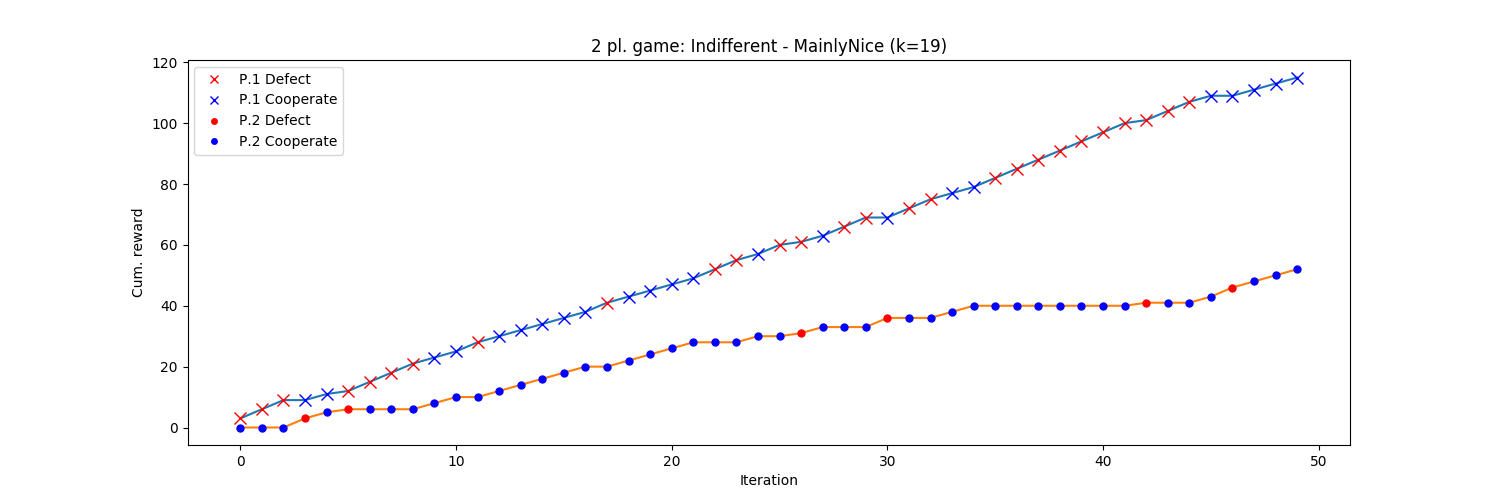 2 pl. game: Indifferent - MainlyNice (k=19)
P.1 Defect
P.1 Cooperate
P.2 Defect
P.2 Cooperate
Cum. reward
120
100
80
60
40
20
0
0 10 20 30 40 50
Iteration